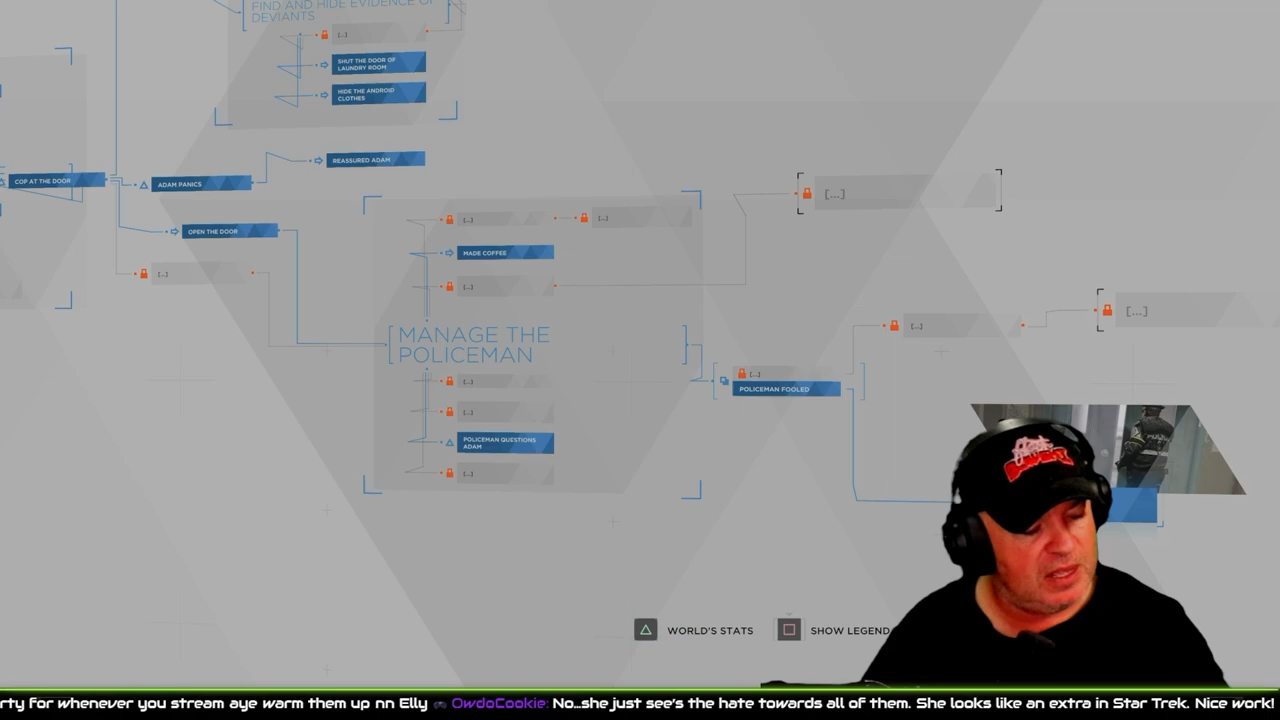 FIND AND HIDE EVIDENCE OF
DEVIANTS
[...]
SHUT THE DOOR OF
LAUNDRY ROOM
HIDE THE ANDROID
CLOTHES
REASSURED ADAM
COP AT THE DOOR
ADAM PANICS
[...]
OPEN THE DOOR
[...]
[...]
MADE COFFEE
[...]
[...]
MANAGE THE
POLICEMAN
[...]
[...]
[...]
[...]
POLICEMAN FOOLED
[...]
[...]
POLICEMAN QUESTIONS
ADAM
[...]
WORLD'S STATS
SHOW LEGEND
rty for whenever you stream aye warm them up nn Elly OwdoCookie: No...she just see's the hate towards all of them. She looks like an extra in Star Trek. Nice work!